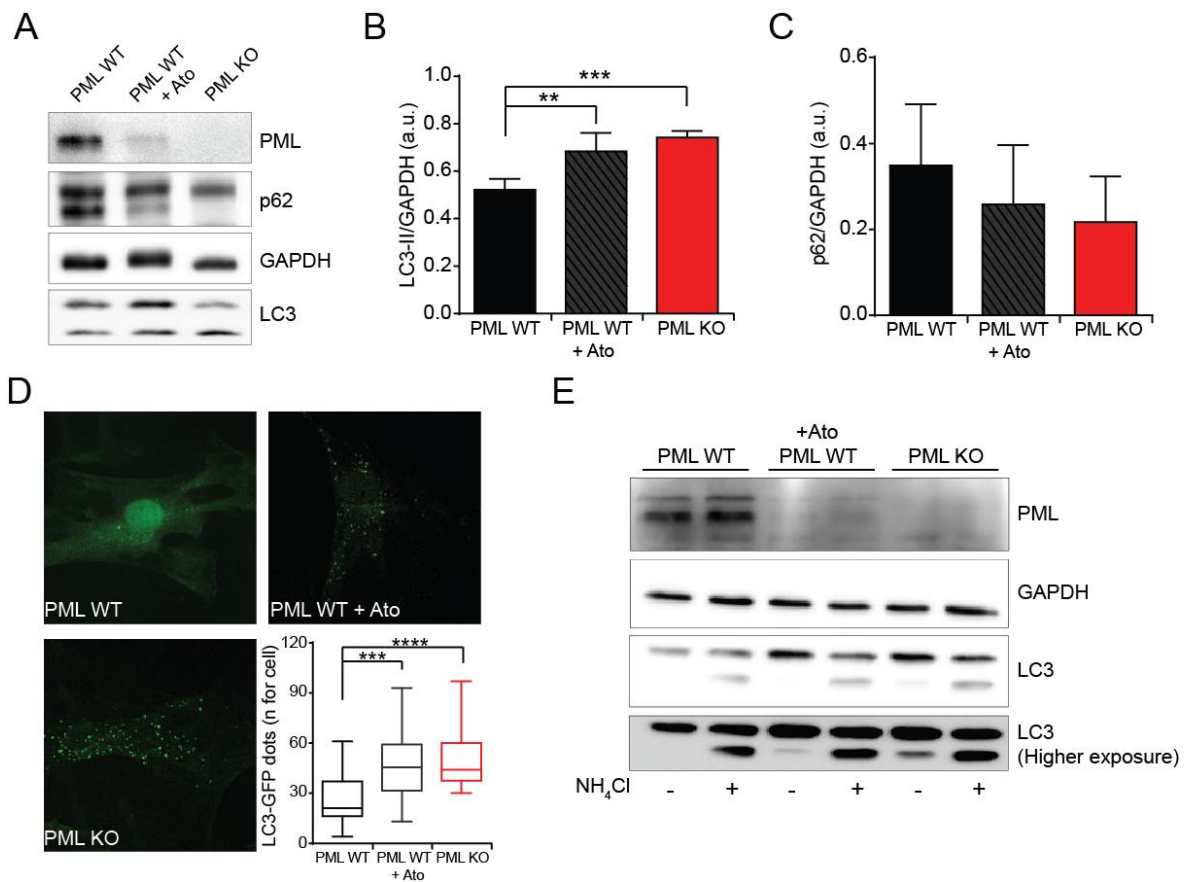 A
PML WT
PML WT
+ Ato
PML KO
PML
p62
GAPDH
LC3
B
LC3-II/GAPDH (a.u.)
1.0
0.8
0.6
0.4
0.2
0.0
**
***
PML WT
PML WT
+ Ato
PML KO
C
p62/GAPDH (a.u.)
0.6
0.4
0.2
0.0
PML WT
PML WT
+ Ato
PML KO
D
PML WT
PML WT + Ato
PML KO
LC3-GFP dots (n for cell)
120
90
60
30
0
***
****
PML WT
PML WT
+ Ato
PML KO
E
+Ato
PML WT PML WT PML KO
PML
GAPDH
LC3
LC3
(Higher exposure)
NH₄Cl - + - + - +